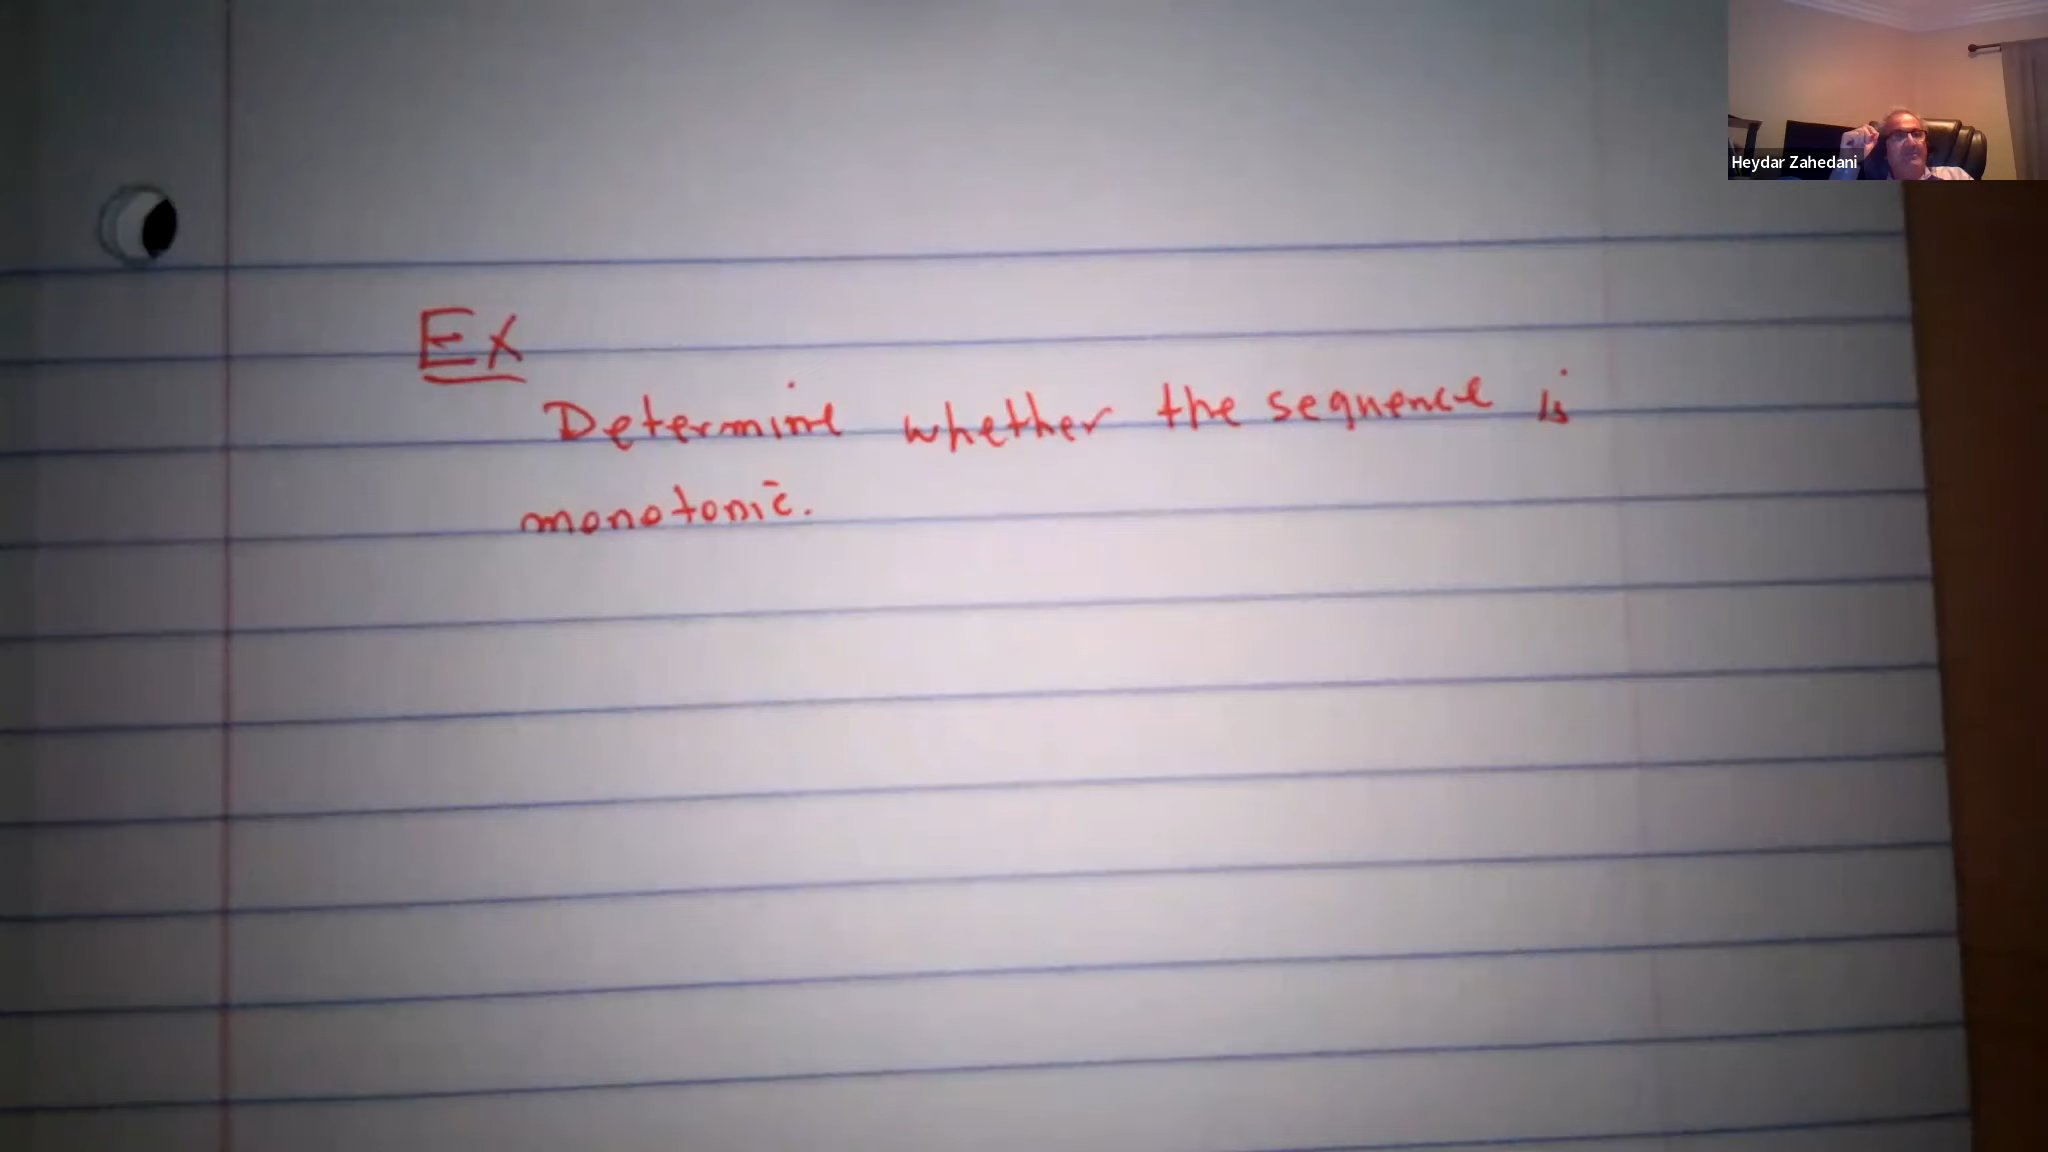 Heydar Zahedani
Ex
Determine whether the sequence is
monotonic.